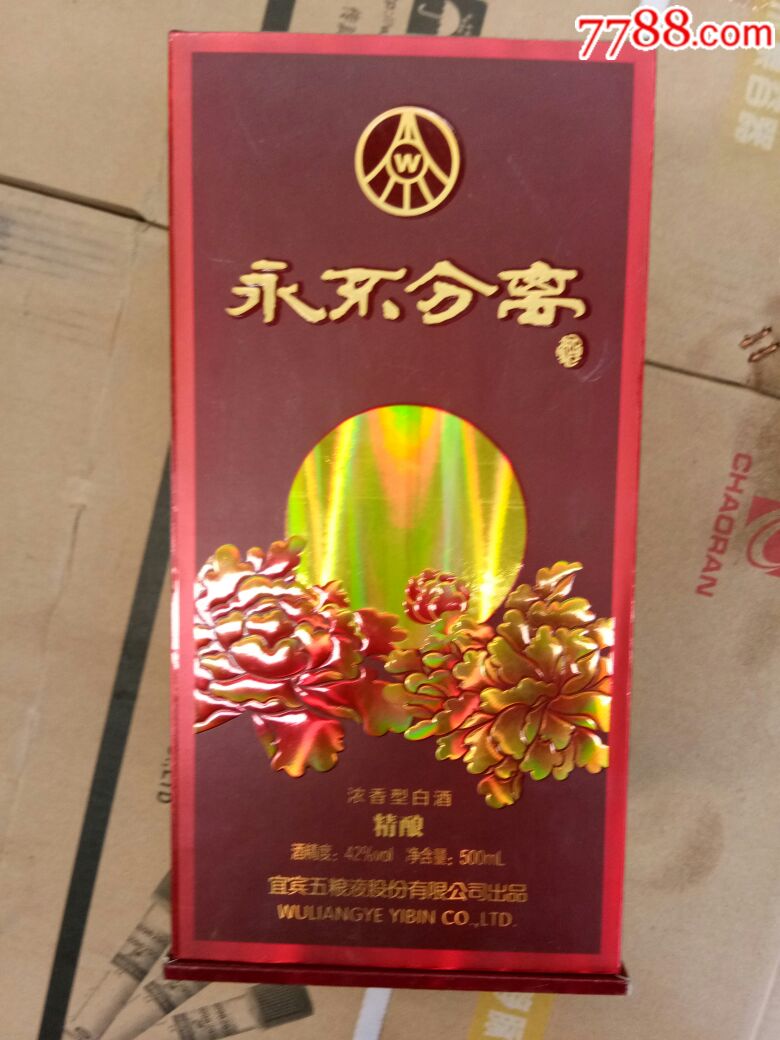 7788.com
W
永不分离
CHAORAN
浓香型白酒
精酿
酒精度：42%vol 净含量：500mL
宜宾五粮液股份有限公司出品
WULIANGYE YIBIN CO.,LTD.